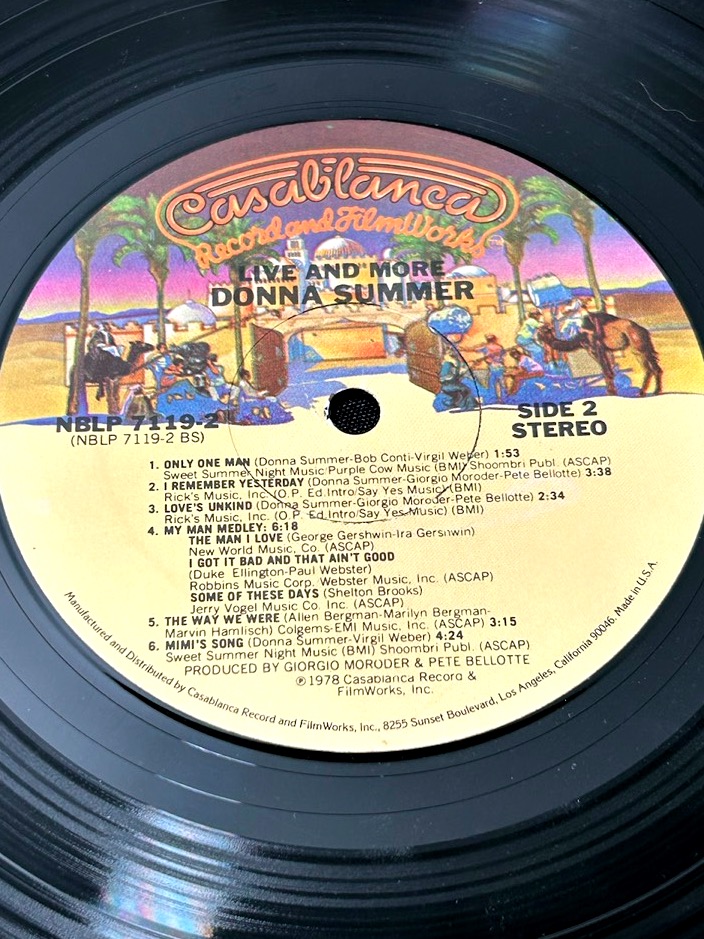 Casablanca
Record and FilmWorks
LIVE AND MORE
DONNA SUMMER
NBLP 7119-2
(NBLP 7119-2 BS)
SIDE 2
STEREO
1. ONLY ONE MAN (Donna Summer-Bob Conti-Virgil Weber) 1:53
Sweet Summer Night Music/Purple Cow Music (BMI) Shoombri Publ. (ASCAP)
2. I REMEMBER YESTERDAY (Donna Summer-Giorgio Moroder-Pete Bellotte) 3:38
Rick's Music, Inc. (O.P. Ed.Intro/Say Yes Music) (BMI)
3. LOVE'S UNKIND (Donna Summer-Giorgio Moroder-Pete Bellotte) 2:34
Rick's Music, Inc. (O.P. Ed.Intro/Say Yes Music) (BMI)
4. MY MAN MEDLEY: 6:18
THE MAN I LOVE (George Gershwin-Ira Gershwin)
New World Music, Co. (ASCAP)
I GOT IT BAD AND THAT AIN'T GOOD
(Duke Ellington-Paul Webster)
Robbins Music Corp. Webster Music, Inc. (ASCAP)
SOME OF THESE DAYS (Shelton Brooks)
Jerry Vogel Music Co. Inc. (ASCAP)
5. THE WAY WE WERE (Allen Bergman-Marilyn Bergman-
Marvin Hamlisch) Colgems-EMI Music, Inc. (ASCAP) 3:15
6. MIMI'S SONG (Donna Summer-Virgil Weber) 4:24
Sweet Summer Night Music (BMI) Shoombri Publ. (ASCAP)
PRODUCED BY GIORGIO MORODER & PETE BELLOTTE
℗ 1978 Casablanca Record &
FilmWorks, Inc.
Manufactured and Distributed by Casablanca Record and FilmWorks, Inc., 8255 Sunset Boulevard, Los Angeles, California 90046. Made in U.S.A.